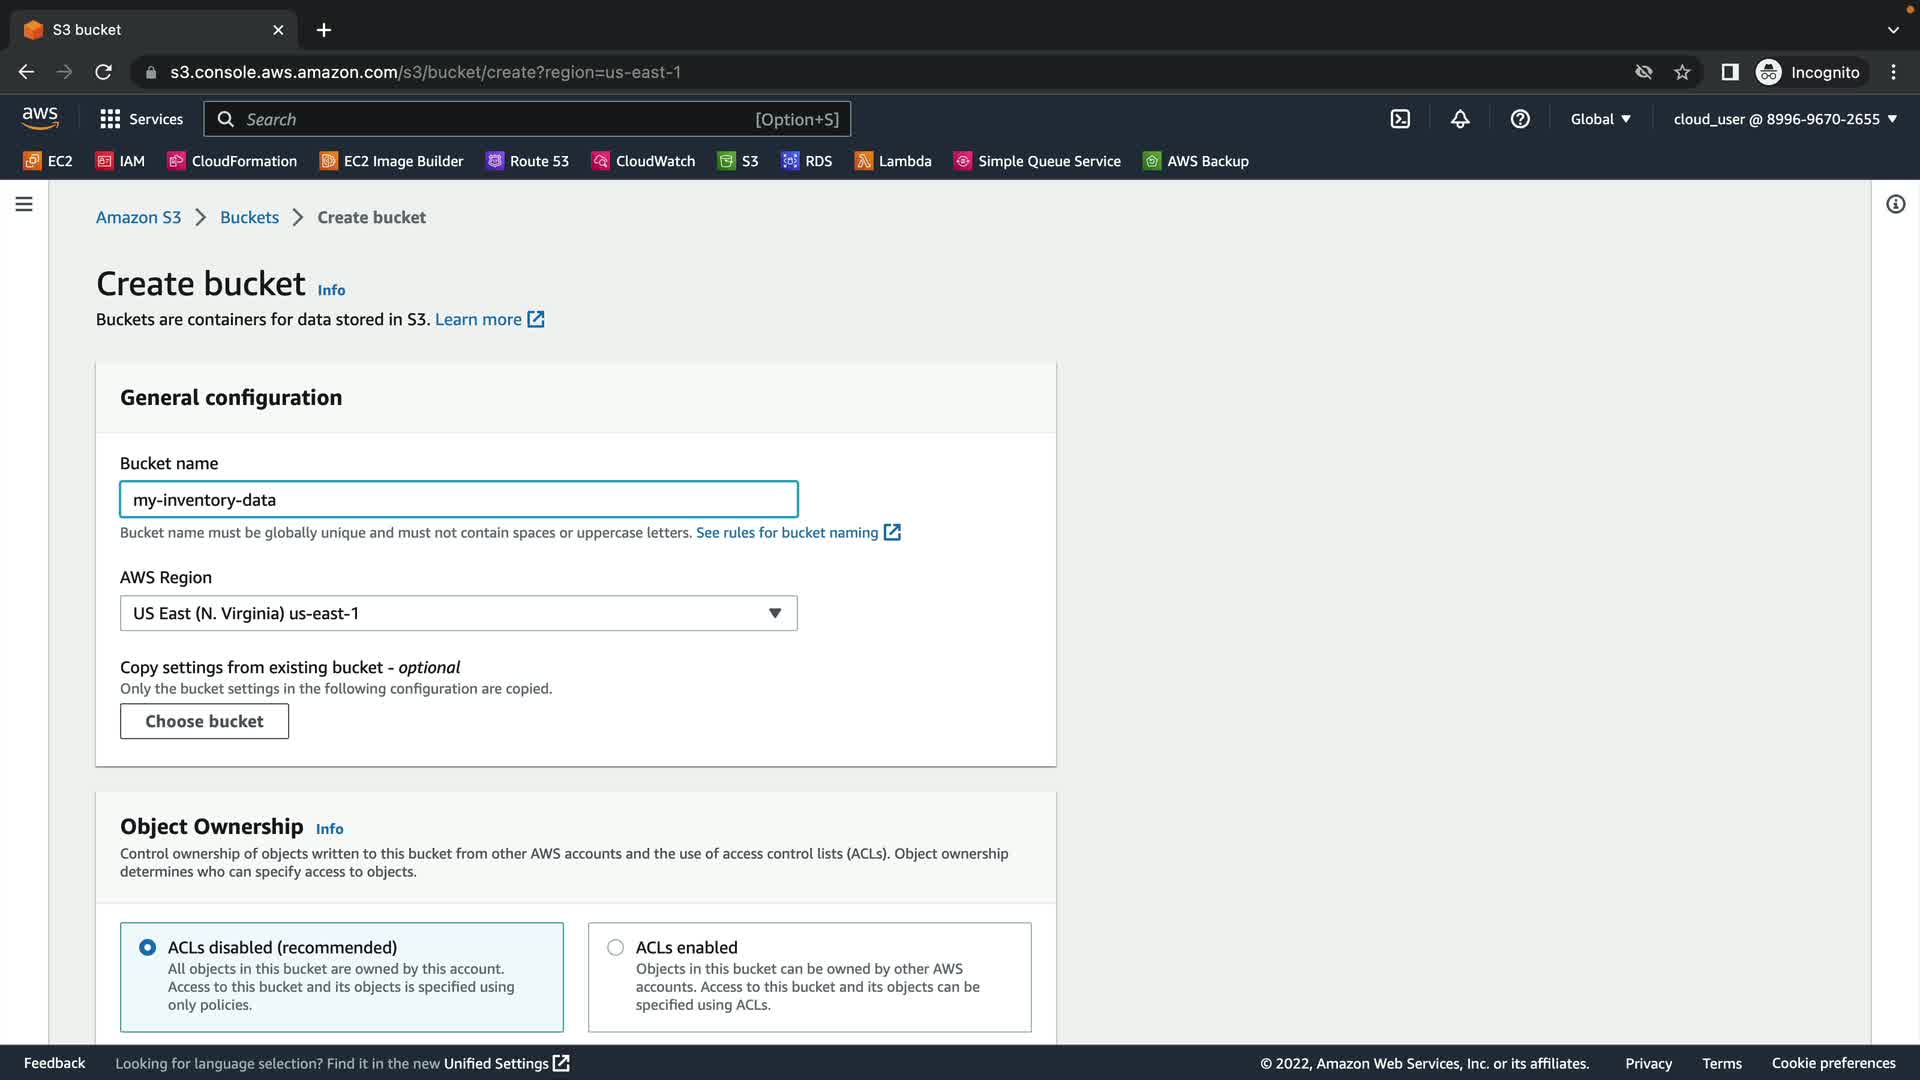 S3 bucket
s3.console.aws.amazon.com/s3/bucket/create?region=us-east-1
Incognito
aws
Services
Search
[Option+S]
Global
cloud_user @ 8996-9670-2655
EC2
IAM
CloudFormation
EC2 Image Builder
Route 53
CloudWatch
S3
RDS
Lambda
Simple Queue Service
AWS Backup
Amazon S3
Buckets
Create bucket
Create bucket Info
Buckets are containers for data stored in S3. Learn more
General configuration
Bucket name
my-inventory-data
Bucket name must be globally unique and must not contain spaces or uppercase letters. See rules for bucket naming
AWS Region
US East (N. Virginia) us-east-1
Copy settings from existing bucket - optional
Only the bucket settings in the following configuration are copied.
Choose bucket
Object Ownership Info
Control ownership of objects written to this bucket from other AWS accounts and the use of access control lists (ACLs). Object ownership
determines who can specify access to objects.
ACLs disabled (recommended)
All objects in this bucket are owned by this account.
Access to this bucket and its objects is specified using
only policies.
ACLs enabled
Objects in this bucket can be owned by other AWS
accounts. Access to this bucket and its objects can be
specified using ACLs.
Feedback
Looking for language selection? Find it in the new Unified Settings
© 2022, Amazon Web Services, Inc. or its affiliates.
Privacy
Terms
Cookie preferences